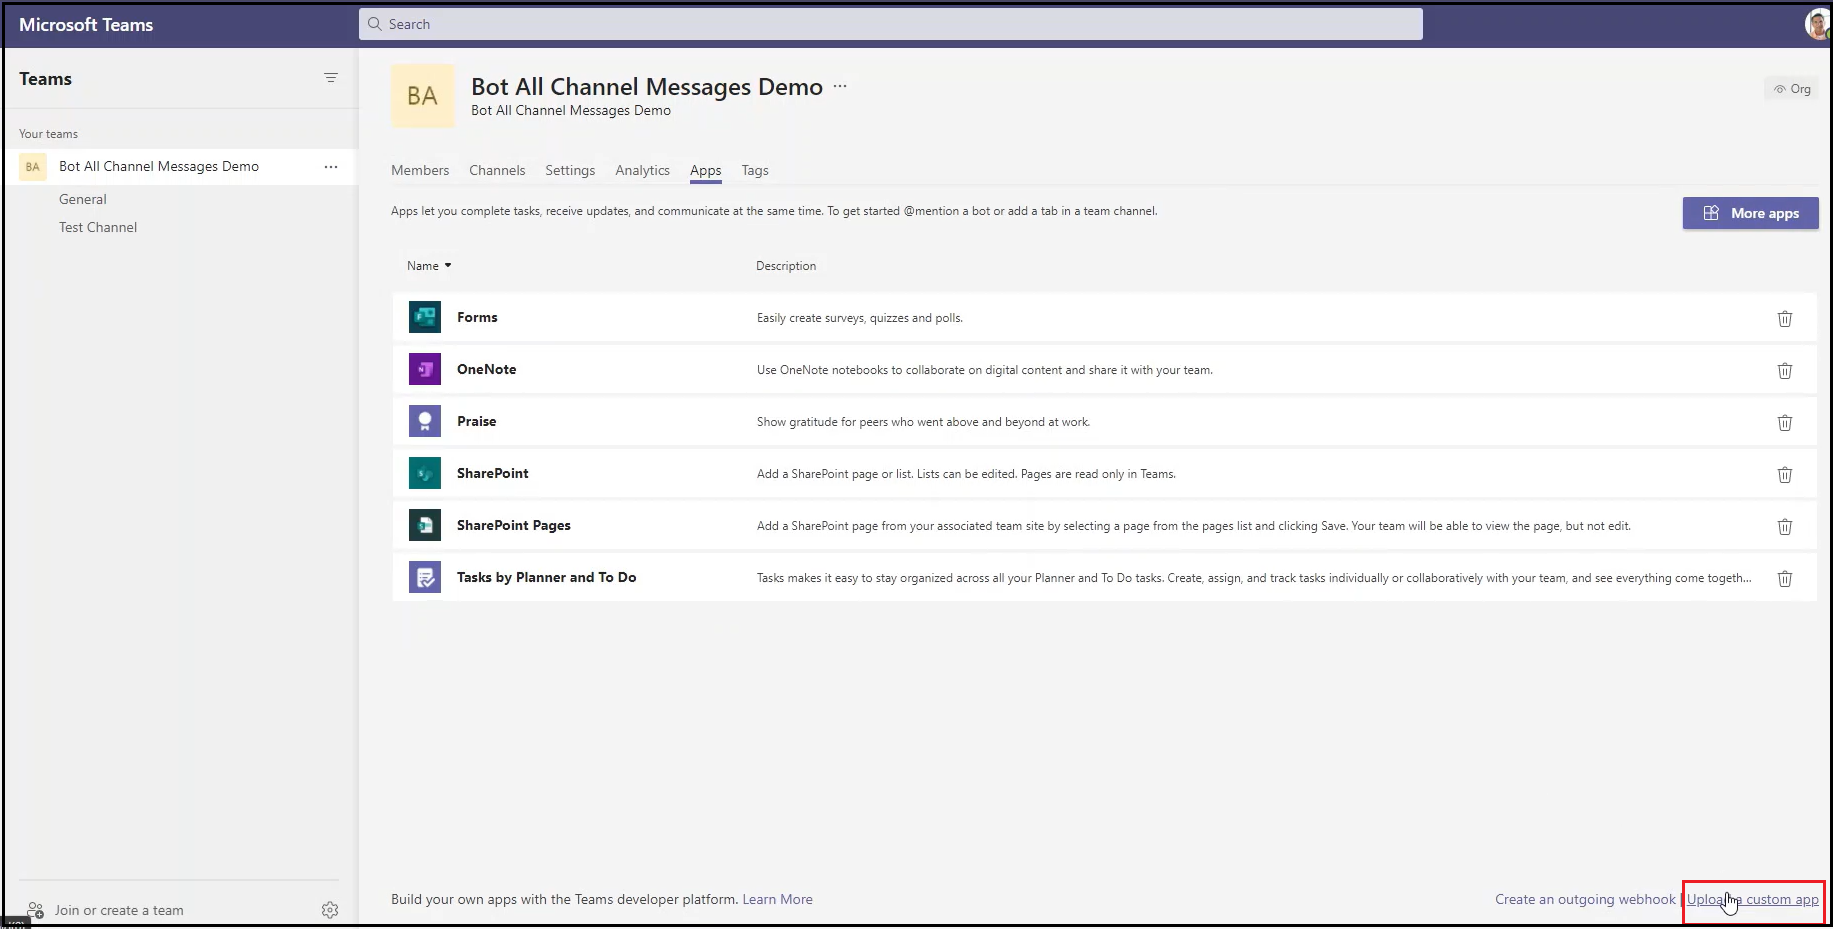 Microsoft Teams
Search
Teams
Your teams
BA
Bot All Channel Messages Demo
General
Test Channel
Join or create a team
BA
Bot All Channel Messages Demo
Bot All Channel Messages Demo
Org
Members Channels Settings Analytics Apps Tags
Apps let you complete tasks, receive updates, and communicate at the same time. To get started @mention a bot or add a tab in a team channel.
More apps
Name Description
Forms Easily create surveys, quizzes and polls.
OneNote Use OneNote notebooks to collaborate on digital content and share it with your team.
Praise Show gratitude for peers who went above and beyond at work.
SharePoint Add a SharePoint page or list. Lists can be edited. Pages are read only in Teams.
SharePoint Pages Add a SharePoint page from your associated team site by selecting a page from the pages list and clicking Save. Your team will be able to view the page, but not edit.
Tasks by Planner and To Do Tasks makes it easy to stay organized across all your Planner and To Do tasks. Create, assign, and track tasks individually or collaboratively with your team, and see everything come togeth...
Build your own apps with the Teams developer platform. Learn More
Create an outgoing webhook | Upload a custom app